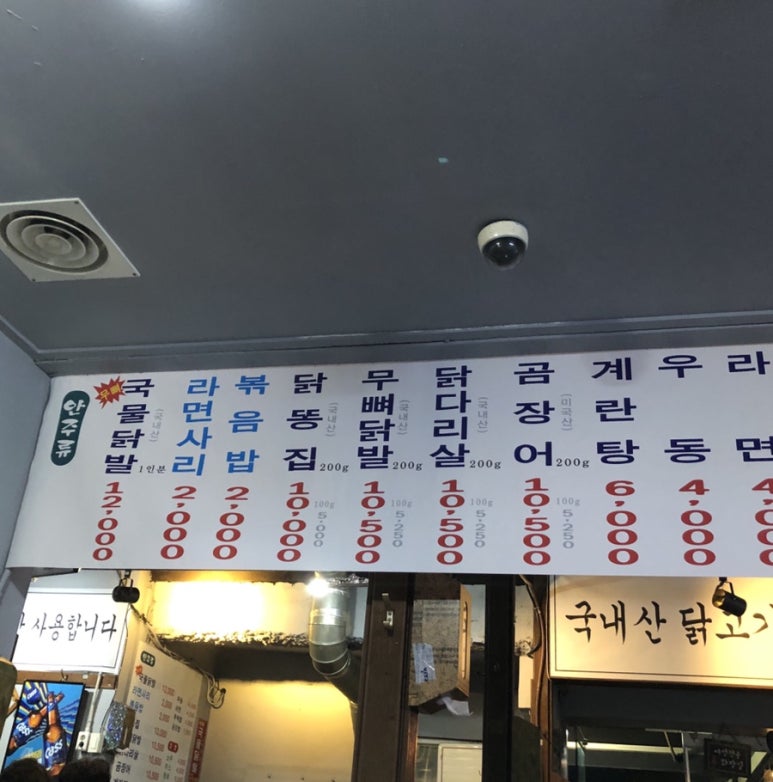 안주류
국물닭발 (국내산) 1인분 12,000
라면사리 2,000
볶음밥 2,000
닭똥집 (국내산) 200g 10,000 100g 5,000
무뼈닭발 (국내산) 200g 10,500 100g 5,250
닭다리살 (국내산) 200g 10,500 100g 5,250
곰장어 (미국산) 200g 10,500 100g 5,250
계란탕 6,000
우동 4,000
라면
사용합니다
국내산 닭고기
CASS